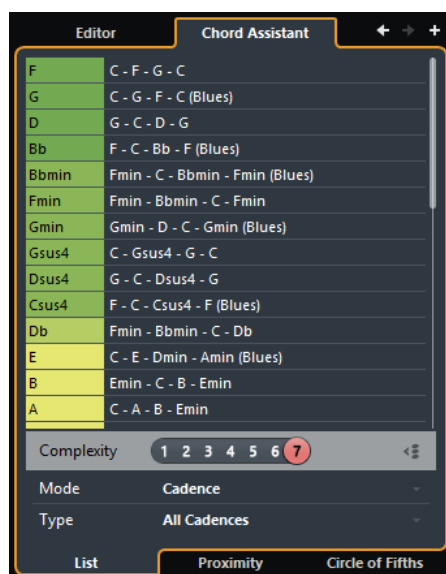 Editor Chord Assistant
F C - F - G - C
G C - G - F - C (Blues)
D G - C - D - G
Bb F - C - Bb - F (Blues)
Bbmin Fmin - C - Bbmin - Fmin (Blues)
Fmin Fmin - Bbmin - C - Fmin
Gmin Gmin - D - C - Gmin (Blues)
Gsus4 C - Gsus4 - G - C
Dsus4 G - C - Dsus4 - G
Csus4 F - C - Csus4 - F (Blues)
Db Fmin - Bbmin - C - Db
E C - E - Dmin - Amin (Blues)
B Emin - C - B - Emin
A C - A - B - Emin
Complexity 1 2 3 4 5 6 7
Mode Cadence
Type All Cadences
List Proximity Circle of Fifths